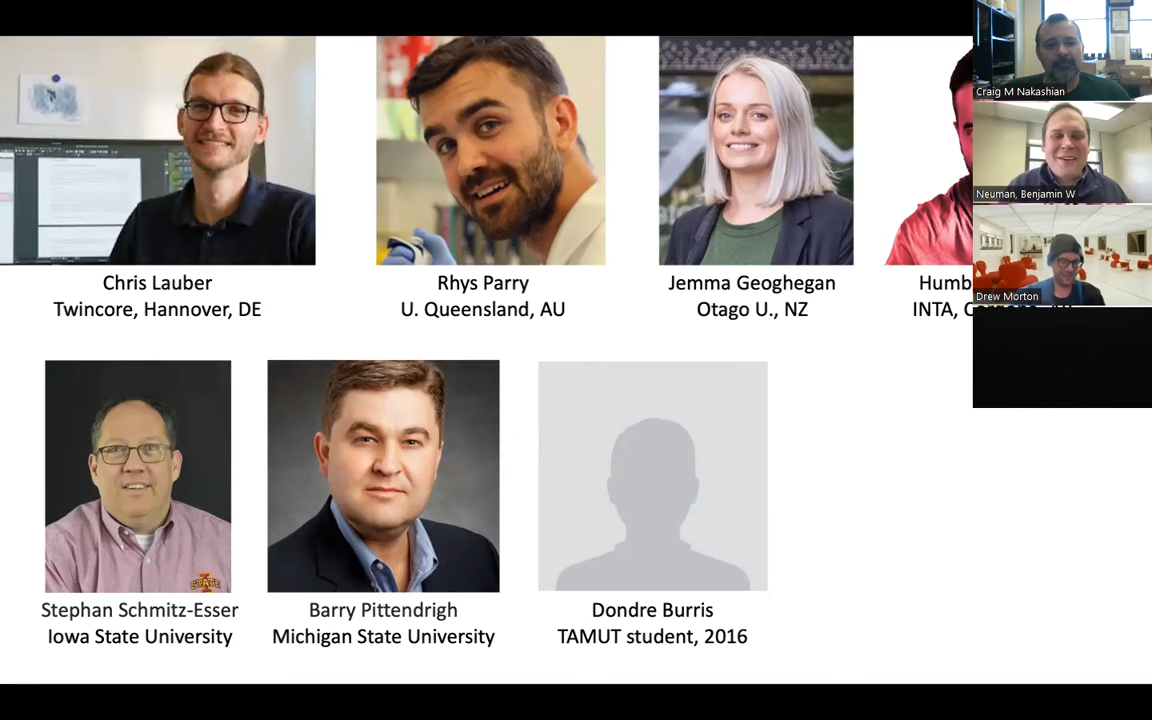 Craig M Nakashian
Neuman, Benjamin W
Drew Morton
Chris Lauber
Twincore, Hannover, DE
Rhys Parry
U. Queensland, AU
Jemma Geoghegan
Otago U., NZ
Humb
INTA, C
STATE
Stephan Schmitz-Esser
Iowa State University
Barry Pittendrigh
Michigan State University
Dondre Burris
TAMUT student, 2016